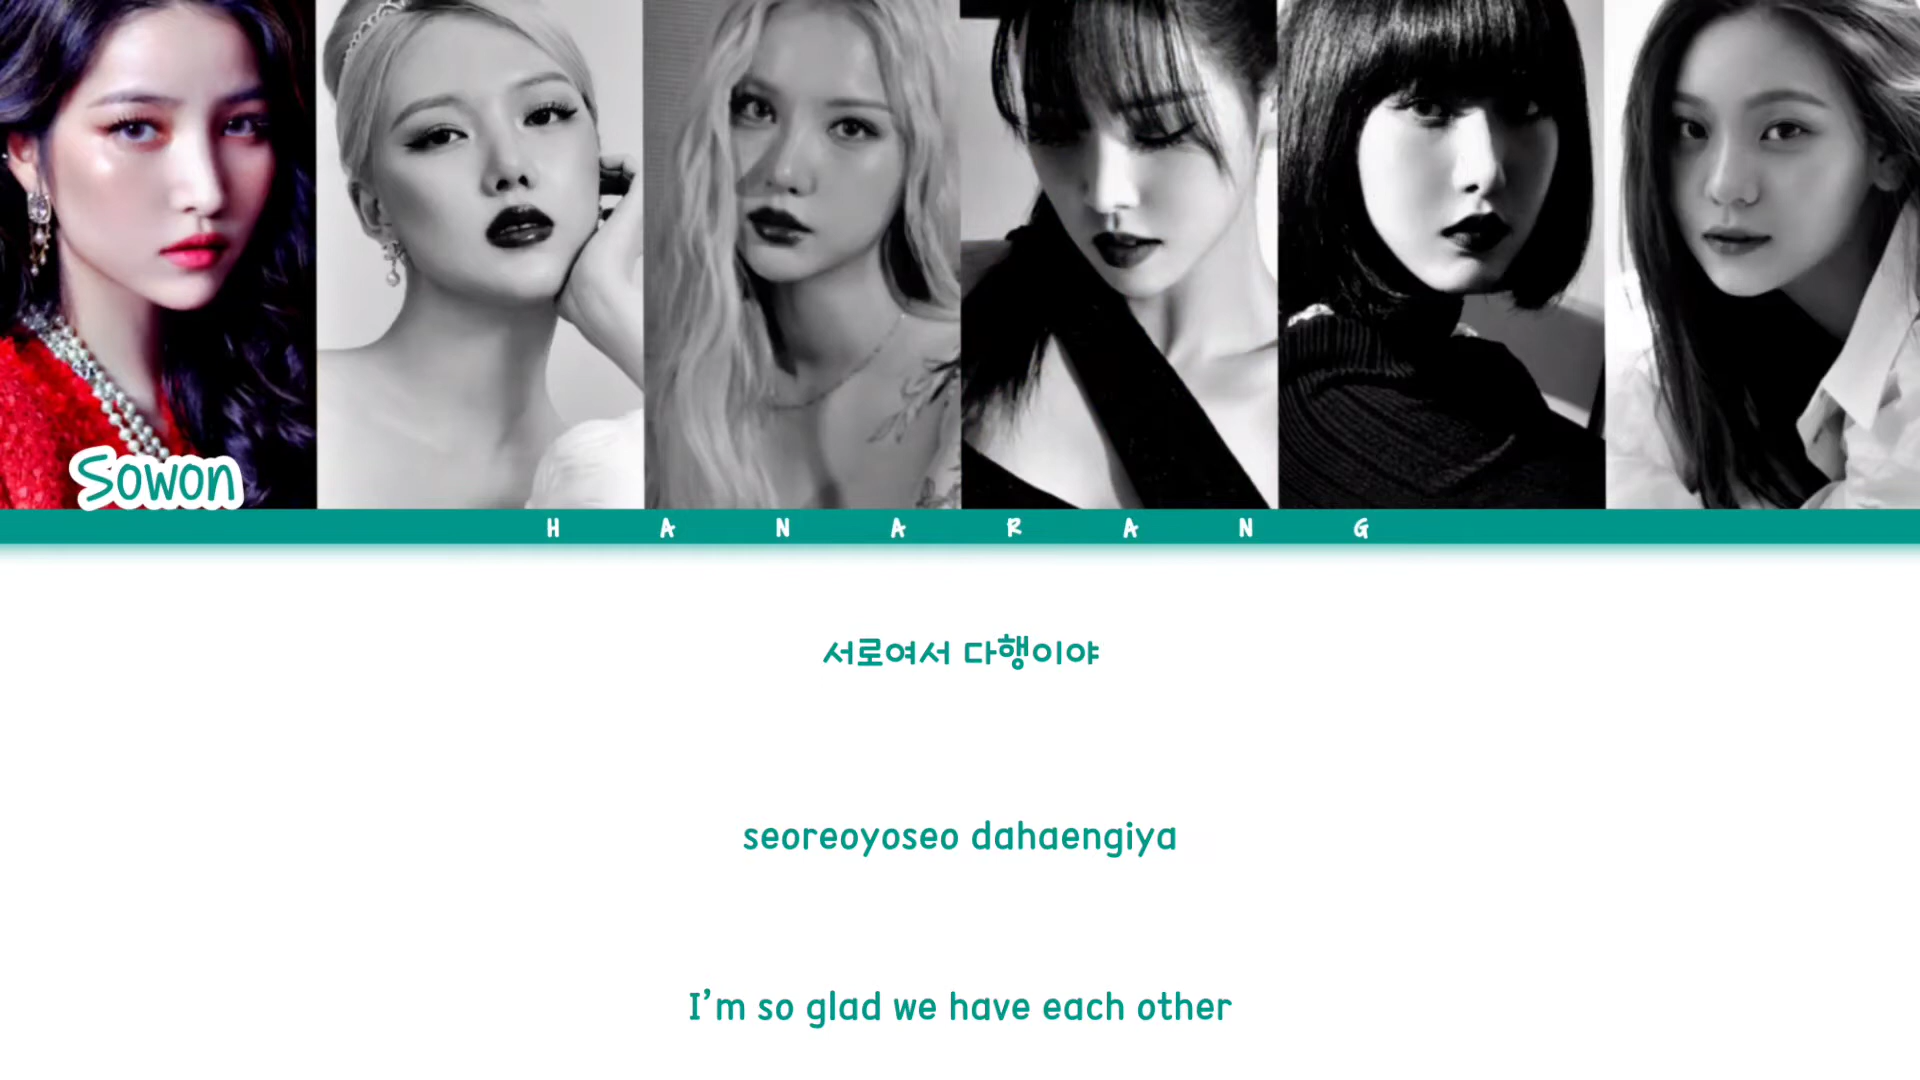 Sowon
H A N A R A N G
서로여서 다행이야
seoreoyoseo dahaengiya
I'm so glad we have each other